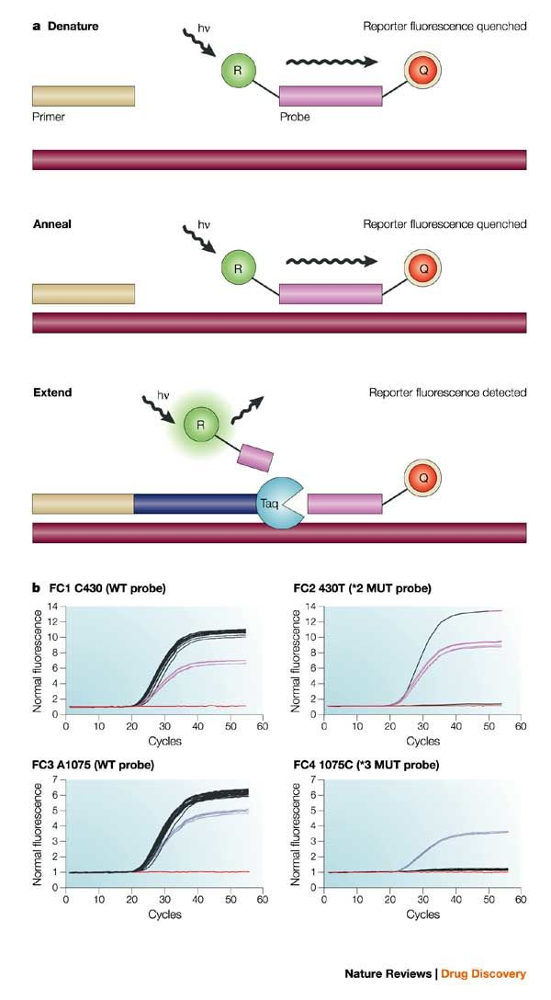 a Denature
hν
Reporter fluorescence quenched
R
Q
Primer
Probe
Anneal
hν
Reporter fluorescence quenched
R
Q
Extend
hν
Reporter fluorescence detected
R
Q
Taq
b FC1 C430 (WT probe)
Normal fluorescence
14
12
10
8
6
4
2
0
0 10 20 30 40 50 60
Cycles
FC2 430T (*2 MUT probe)
Normal fluorescence
14
12
10
8
6
4
2
0
0 10 20 30 40 50 60
Cycles
FC3 A1075 (WT probe)
Normal fluorescence
7
6
5
4
3
2
1
0
0 10 20 30 40 50 60
Cycles
FC4 1075C (*3 MUT probe)
Normal fluorescence
7
6
5
4
3
2
1
0
0 10 20 30 40 50 60
Cycles
Nature Reviews | Drug Discovery